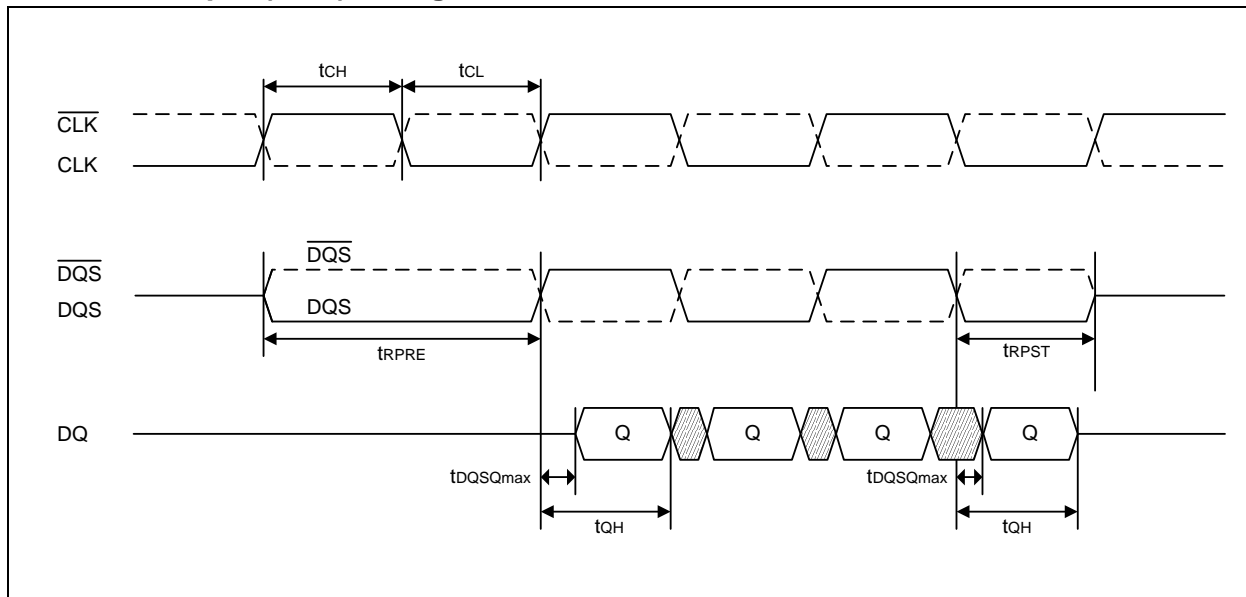 tCH
tCL
CLK
CLK
DQS
DQS
DQS
DQS
tRPRE
tRPST
DQ
Q
Q
Q
Q
tDQSQmax
tDQSQmax
tQH
tQH